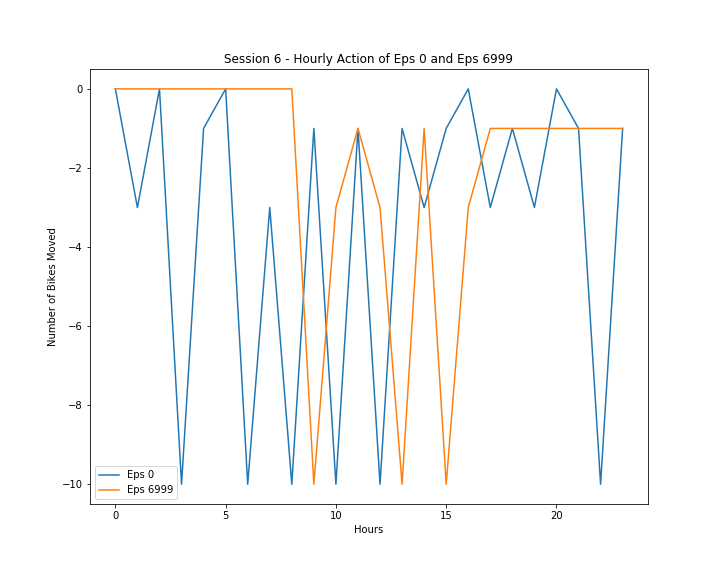 Session 6 - Hourly Action of Eps 0 and Eps 6999
Number of Bikes Moved
0
−2
−4
−6
−8
−10
Eps 0
Eps 6999
0 5 10 15 20
Hours